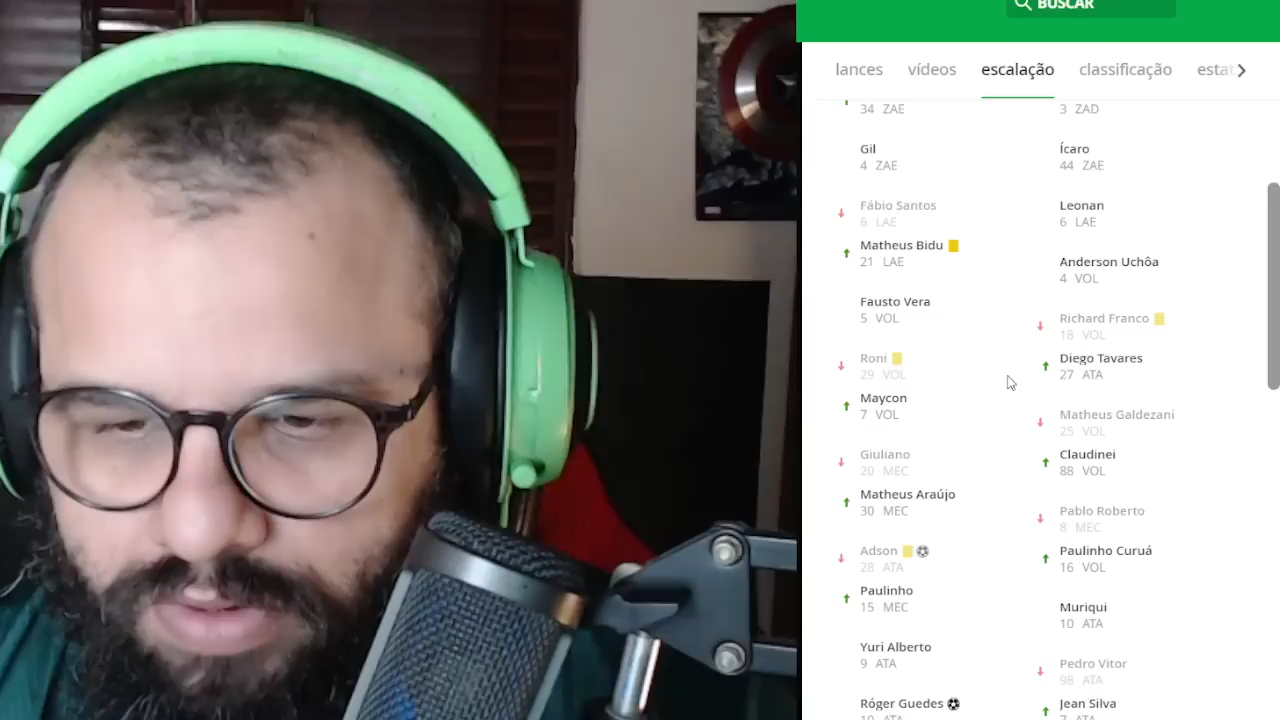 BUSCAR
lances vídeos escalação classificação esta
34 ZAE
Gil
4 ZAE
Fábio Santos
6 LAE
Matheus Bidu
21 LAE
Fausto Vera
5 VOL
Roni
29 VOL
Maycon
7 VOL
Giuliano
20 MEC
Matheus Araújo
30 MEC
Adson
28 ATA
Paulinho
15 MEC
Yuri Alberto
9 ATA
Róger Guedes
10 ATA
3 ZAD
Ícaro
44 ZAE
Leonan
6 LAE
Anderson Uchôa
4 VOL
Richard Franco
18 VOL
Diego Tavares
27 ATA
Matheus Galdezani
25 VOL
Claudinei
88 VOL
Pablo Roberto
8 MEC
Paulinho Curuá
16 VOL
Muriqui
10 ATA
Pedro Vitor
98 ATA
Jean Silva
7 ATA